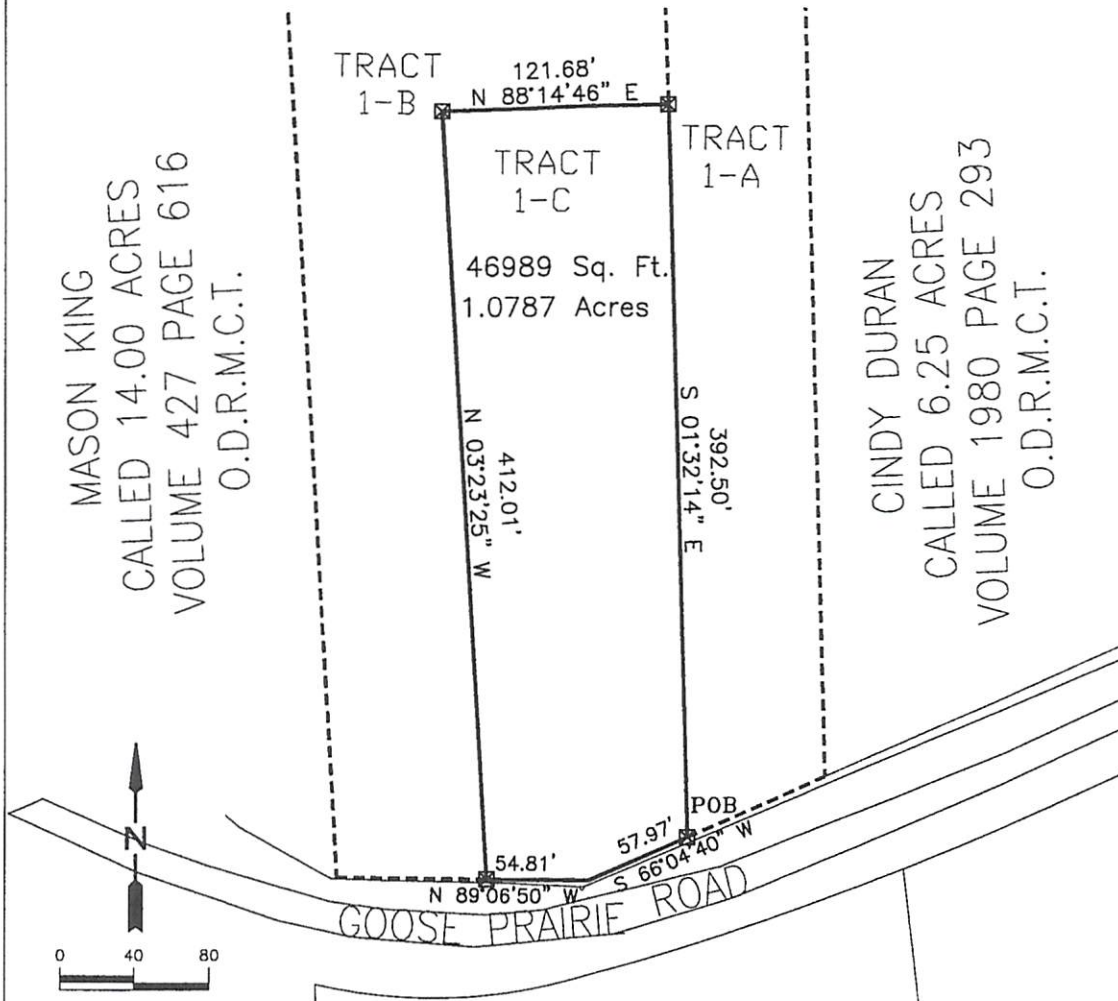 TRACT
1-B
121.68'
N 88°14'46" E
TRACT
1-A
TRACT
1-C
46989 Sq. Ft.
1.0787 Acres
MASON KING
CALLED 14.00 ACRES
VOLUME 427 PAGE 616
O.D.R.M.C.T.
412.01'
N 03°23'25" W
392.50'
S 01°32'14" E
CINDY DURAN
CALLED 6.25 ACRES
VOLUME 1980 PAGE 293
O.D.R.M.C.T.
POB
57.97'
S 66°04'40" W
54.81'
N 89°06'50" W
GOOSE PRAIRIE ROAD
N
0 40 80